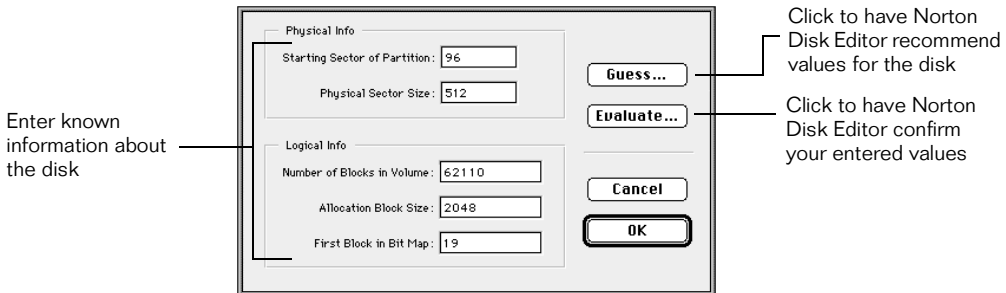 Enter known
information about
the disk
Physical Info
Starting Sector of Partition: 96
Physical Sector Size: 512
Logical Info
Number of Blocks in Volume: 62110
Allocation Block Size: 2048
First Block in Bit Map: 19
Guess...
Evaluate...
Cancel
OK
Click to have Norton
Disk Editor recommend
values for the disk
Click to have Norton
Disk Editor confirm
your entered values